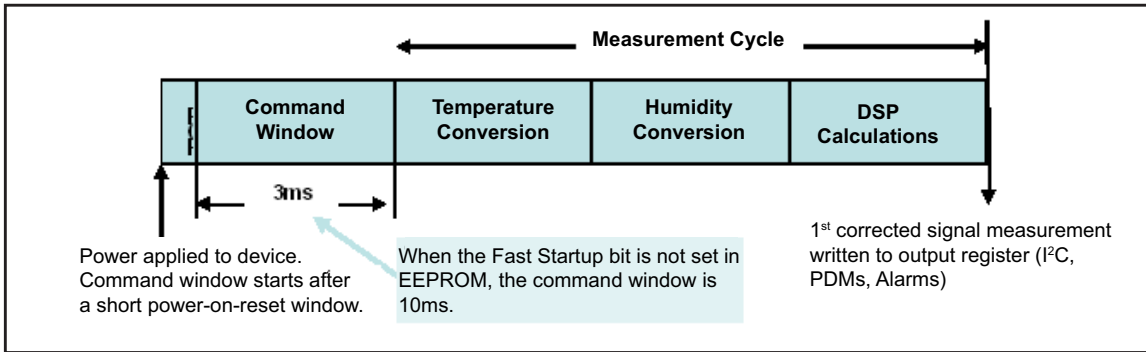 Measurement Cycle
Command
Window
Temperature
Conversion
Humidity
Conversion
DSP
Calculations
3ms
Power applied to device.
Command window starts after
a short power-on-reset window.
When the Fast Startup bit is not set in
EEPROM, the command window is
10ms.
1st corrected signal measurement
written to output register (I²C,
PDMs, Alarms)